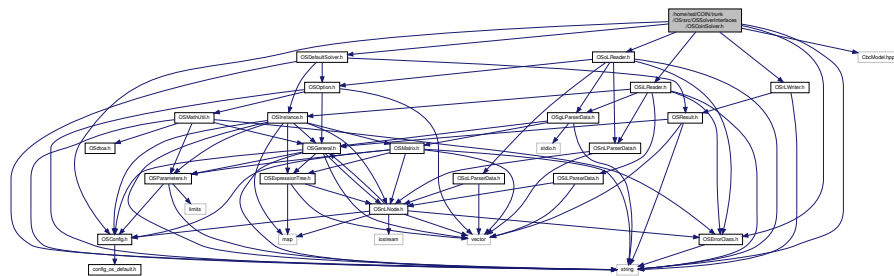 /home/ted/COIN/trunk
/OS/src/OSSolverInterfaces
/OSCoinSolver.h
OSDefaultSolver.h
OSoLReader.h
CbcModel.hpp
OSOption.h
OSiLReader.h
OSrLWriter.h
OSMathUtil.h
OSInstance.h
OSgLParserData.h
OSResult.h
OSdtoa.h
OSGeneral.h
OSMatrix.h
stdio.h
OSnLParserData.h
OSParameters.h
OSExpressionTree.h
OSoLParserData.h
OSiLParserData.h
limits
OSnLNode.h
OSConfig.h
map
iostream
vector
OSErrorClass.h
config_os_default.h
string